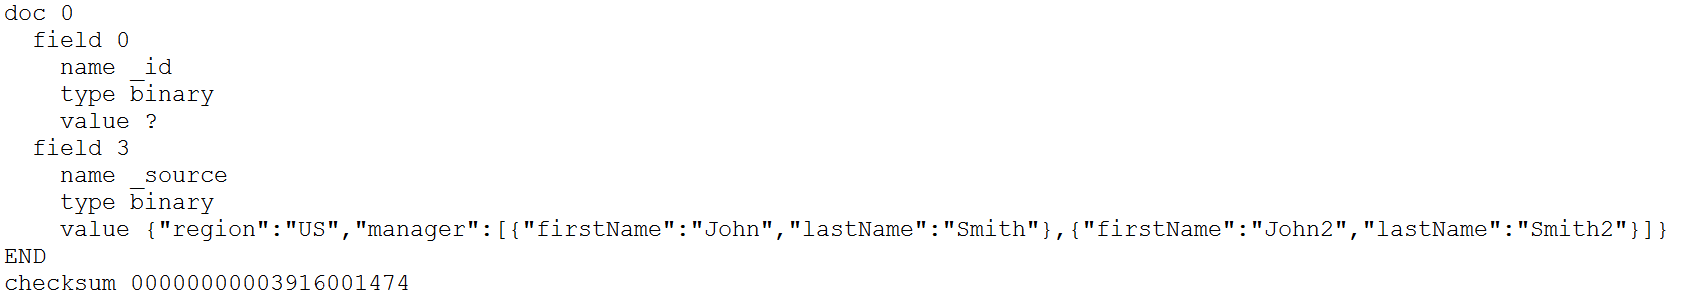 doc 0
  field 0
    name _id
    type binary
    value ?
  field 3
    name _source
    type binary
    value {"region":"US","manager":[{"firstName":"John","lastName":"Smith"},{"firstName":"John2","lastName":"Smith2"}]}
END
checksum 00000000003916001474